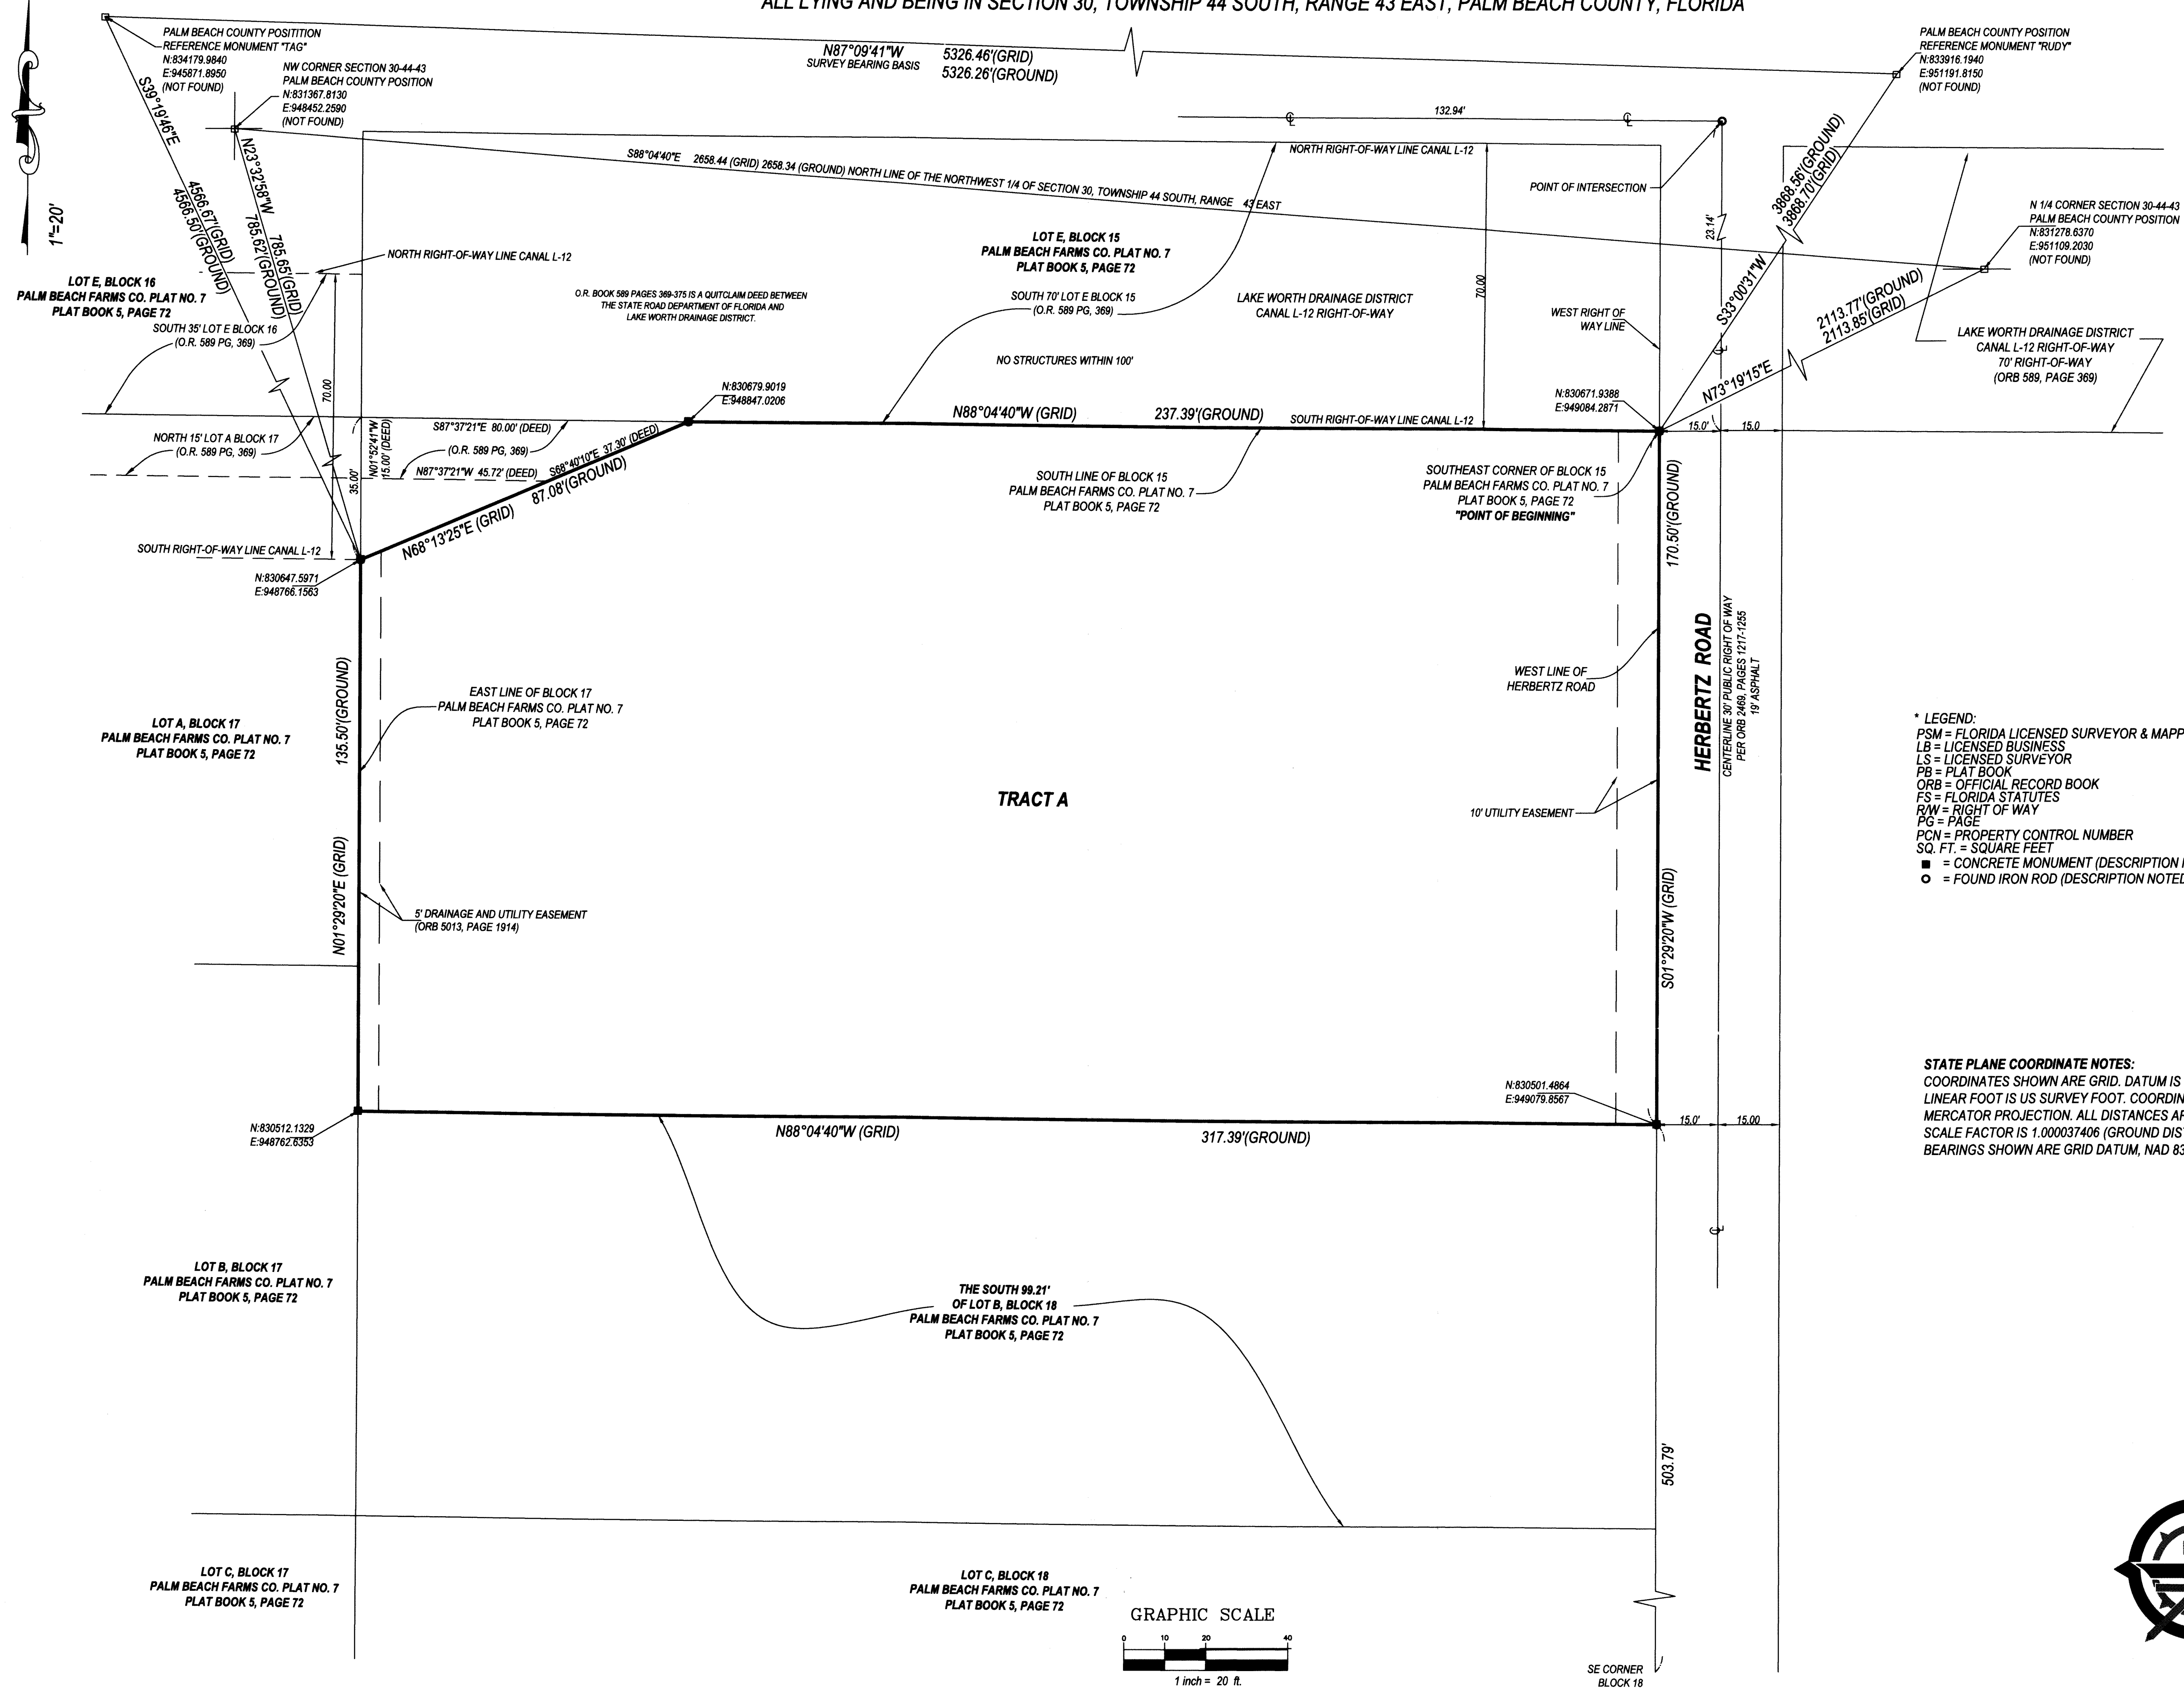 ALL LYING AND BEING IN SECTION 30, TOWNSHIP 44 SOUTH, RANGE 43 EAST, PALM BEACH COUNTY, FLORIDA
PALM BEACH COUNTY POSITITION
REFERENCE MONUMENT "TAG"
N:834179.9840
E:945871.8950
(NOT FOUND)
NW CORNER SECTION 30-44-43
PALM BEACH COUNTY POSITION
N:831367.8130
E:948452.2590
(NOT FOUND)
N87°09'41"W 5326.46'(GRID)
SURVEY BEARING BASIS 5326.26'(GROUND)
PALM BEACH COUNTY POSITION
REFERENCE MONUMENT "RUDY"
N:833916.1940
E:951191.8150
(NOT FOUND)
132.94'
1"=20'
S39°19'46"E
4566.67'(GRID)
4566.50'(GROUND)
N23°32'58"W 785.65'(GRID)
785.62'(GROUND)
S88°04'40"E 2658.44 (GRID) 2658.34 (GROUND) NORTH LINE OF THE NORTHWEST 1/4 OF SECTION 30, TOWNSHIP 44 SOUTH, RANGE 43 EAST
NORTH RIGHT-OF-WAY LINE CANAL L-12
POINT OF INTERSECTION
23.14'
3868.56'(GROUND)
3868.70'(GRID)
S33°00'31"W
N 1/4 CORNER SECTION 30-44-43
PALM BEACH COUNTY POSITION
N:831278.6370
E:951109.2030
(NOT FOUND)
NORTH RIGHT-OF-WAY LINE CANAL L-12
LOT E, BLOCK 15
PALM BEACH FARMS CO. PLAT NO. 7
PLAT BOOK 5, PAGE 72
LOT E, BLOCK 16
PALM BEACH FARMS CO. PLAT NO. 7
PLAT BOOK 5, PAGE 72
SOUTH 35' LOT E BLOCK 16
(O.R. 589 PG, 369)
O.R. BOOK 589 PAGES 369-375 IS A QUITCLAIM DEED BETWEEN
THE STATE ROAD DEPARTMENT OF FLORIDA AND
LAKE WORTH DRAINAGE DISTRICT.
SOUTH 70' LOT E BLOCK 15
(O.R. 589 PG, 369)
LAKE WORTH DRAINAGE DISTRICT
CANAL L-12 RIGHT-OF-WAY
70.00
WEST RIGHT OF
WAY LINE
2113.77'(GROUND)
2113.85'(GRID)
N73°19'15"E
LAKE WORTH DRAINAGE DISTRICT
CANAL L-12 RIGHT-OF-WAY
70' RIGHT-OF-WAY
(ORB 589, PAGE 369)
NO STRUCTURES WITHIN 100'
70.00
N:830679.9019
E:948847.0206
N:830671.9388
E:949084.2871
N88°04'40"W (GRID) 237.39'(GROUND)
SOUTH RIGHT-OF-WAY LINE CANAL L-12
15.0' 15.0
NORTH 15' LOT A BLOCK 17
(O.R. 589 PG, 369)
N01°52'41"W
15.00' (DEED)
35.00'
S87°37'21"E 80.00' (DEED)
(O.R. 589 PG, 369)
N87°37'21"W 45.72' (DEED)
S68°40'10"E 37.30' (DEED)
N68°13'25"E (GRID) 87.08'(GROUND)
SOUTH LINE OF BLOCK 15
PALM BEACH FARMS CO. PLAT NO. 7
PLAT BOOK 5, PAGE 72
SOUTHEAST CORNER OF BLOCK 15
PALM BEACH FARMS CO. PLAT NO. 7
PLAT BOOK 5, PAGE 72
"POINT OF BEGINNING"
170.50'(GROUND)
SOUTH RIGHT-OF-WAY LINE CANAL L-12
N:830647.5971
E:948766.1563
135.50'(GROUND)
N01°29'20"E (GRID)
EAST LINE OF BLOCK 17
PALM BEACH FARMS CO. PLAT NO. 7
PLAT BOOK 5, PAGE 72
LOT A, BLOCK 17
PALM BEACH FARMS CO. PLAT NO. 7
PLAT BOOK 5, PAGE 72
WEST LINE OF
HERBERTZ ROAD
HERBERTZ ROAD
CENTERLINE 30' PUBLIC RIGHT OF WAY
PER ORB 2469, PAGES 1217-1255
19' ASPHALT
TRACT A
10' UTILITY EASEMENT
S01°29'20"W (GRID)
5' DRAINAGE AND UTILITY EASEMENT
(ORB 5013, PAGE 1914)
* LEGEND:
PSM = FLORIDA LICENSED SURVEYOR & MAPP
LB = LICENSED BUSINESS
LS = LICENSED SURVEYOR
PB = PLAT BOOK
ORB = OFFICIAL RECORD BOOK
FS = FLORIDA STATUTES
R/W = RIGHT OF WAY
PG = PAGE
PCN = PROPERTY CONTROL NUMBER
SQ. FT. = SQUARE FEET
= CONCRETE MONUMENT (DESCRIPTION
= FOUND IRON ROD (DESCRIPTION NOTED
STATE PLANE COORDINATE NOTES:
COORDINATES SHOWN ARE GRID. DATUM IS
LINEAR FOOT IS US SURVEY FOOT. COORDIN
MERCATOR PROJECTION. ALL DISTANCES AR
SCALE FACTOR IS 1.000037406 (GROUND DIS
BEARINGS SHOWN ARE GRID DATUM, NAD 83
N:830501.4864
E:949079.8567
15.0' 15.00
N:830512.1329
E:948762.6353
N88°04'40"W (GRID) 317.39'(GROUND)
LOT B, BLOCK 17
PALM BEACH FARMS CO. PLAT NO. 7
PLAT BOOK 5, PAGE 72
THE SOUTH 99.21'
OF LOT B, BLOCK 18
PALM BEACH FARMS CO. PLAT NO. 7
PLAT BOOK 5, PAGE 72
503.79'
LOT C, BLOCK 17
PALM BEACH FARMS CO. PLAT NO. 7
PLAT BOOK 5, PAGE 72
LOT C, BLOCK 18
PALM BEACH FARMS CO. PLAT NO. 7
PLAT BOOK 5, PAGE 72
GRAPHIC SCALE
0 10 20 40
1 inch = 20 ft.
SE CORNER
BLOCK 18